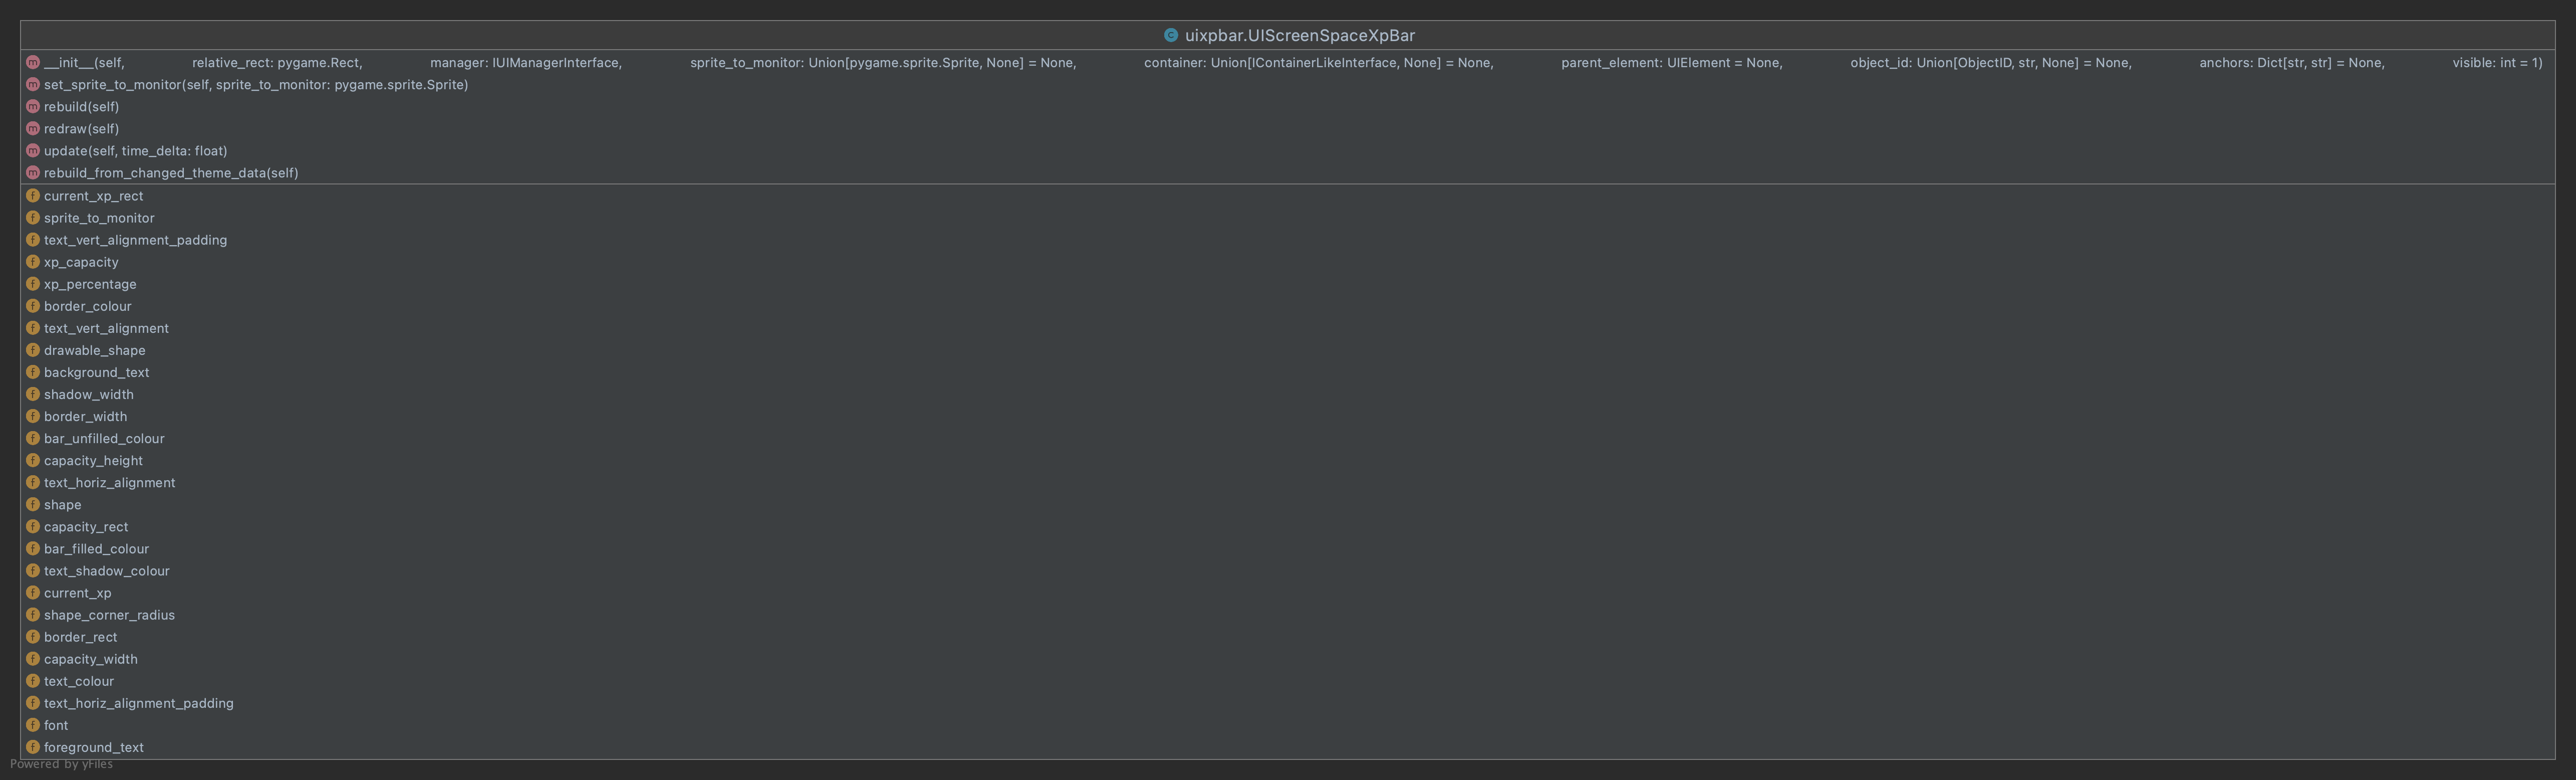 uixpbar.UIScreenSpaceXpBar
__init__(self, relative_rect: pygame.Rect, manager: IUIManagerInterface, sprite_to_monitor: Union[pygame.sprite.Sprite, None] = None, container: Union[IContainerLikeInterface, None] = None, parent_element: UIElement = None, object_id: Union[ObjectID, str, None] = None, anchors: Dict[str, str] = None, visible: int = 1)
set_sprite_to_monitor(self, sprite_to_monitor: pygame.sprite.Sprite)
rebuild(self)
redraw(self)
update(self, time_delta: float)
rebuild_from_changed_theme_data(self)
current_xp_rect
sprite_to_monitor
text_vert_alignment_padding
xp_capacity
xp_percentage
border_colour
text_vert_alignment
drawable_shape
background_text
shadow_width
border_width
bar_unfilled_colour
capacity_height
text_horiz_alignment
shape
capacity_rect
bar_filled_colour
text_shadow_colour
current_xp
shape_corner_radius
border_rect
capacity_width
text_colour
text_horiz_alignment_padding
font
foreground_text
Powered by yFiles